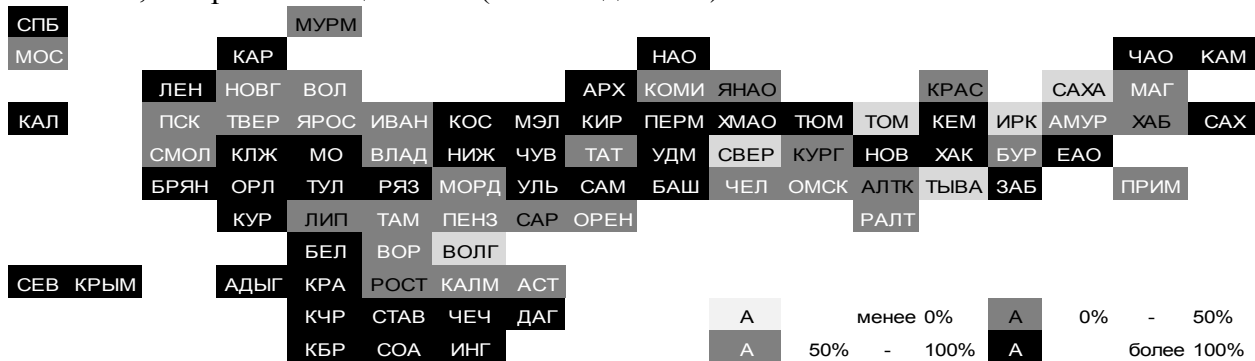 СПБ МУРМ
МОС КАР НАО ЧАО КАМ
ЛЕН НОВГ ВОЛ АРХ КОМИ ЯНАО КРАС САХА МАГ
КАЛ ПСК ТВЕР ЯРОС ИВАН КОС МЭЛ КИР ПЕРМ ХМАО ТЮМ ТОМ КЕМ ИРК АМУР ХАБ САХ
СМОЛ КЛЖ МО ВЛАД НИЖ ЧУВ ТАТ УДМ СВЕР КУРГ НОВ ХАК БУР ЕАО
БРЯН ОРЛ ТУЛ РЯЗ МОРД УЛЬ САМ БАШ ЧЕЛ ОМСК АЛТК ТЫВА ЗАБ ПРИМ
КУР ЛИП ТАМ ПЕНЗ САР ОРЕН РАЛТ
БЕЛ ВОР ВОЛГ
СЕВ КРЫМ АДЫГ КРА РОСТ КАЛМ АСТ
КЧР СТАВ ЧЕЧ ДАГ А менее 0% А 0% - 50%
КБР СОА ИНГ А 50% - 100% А более 100%